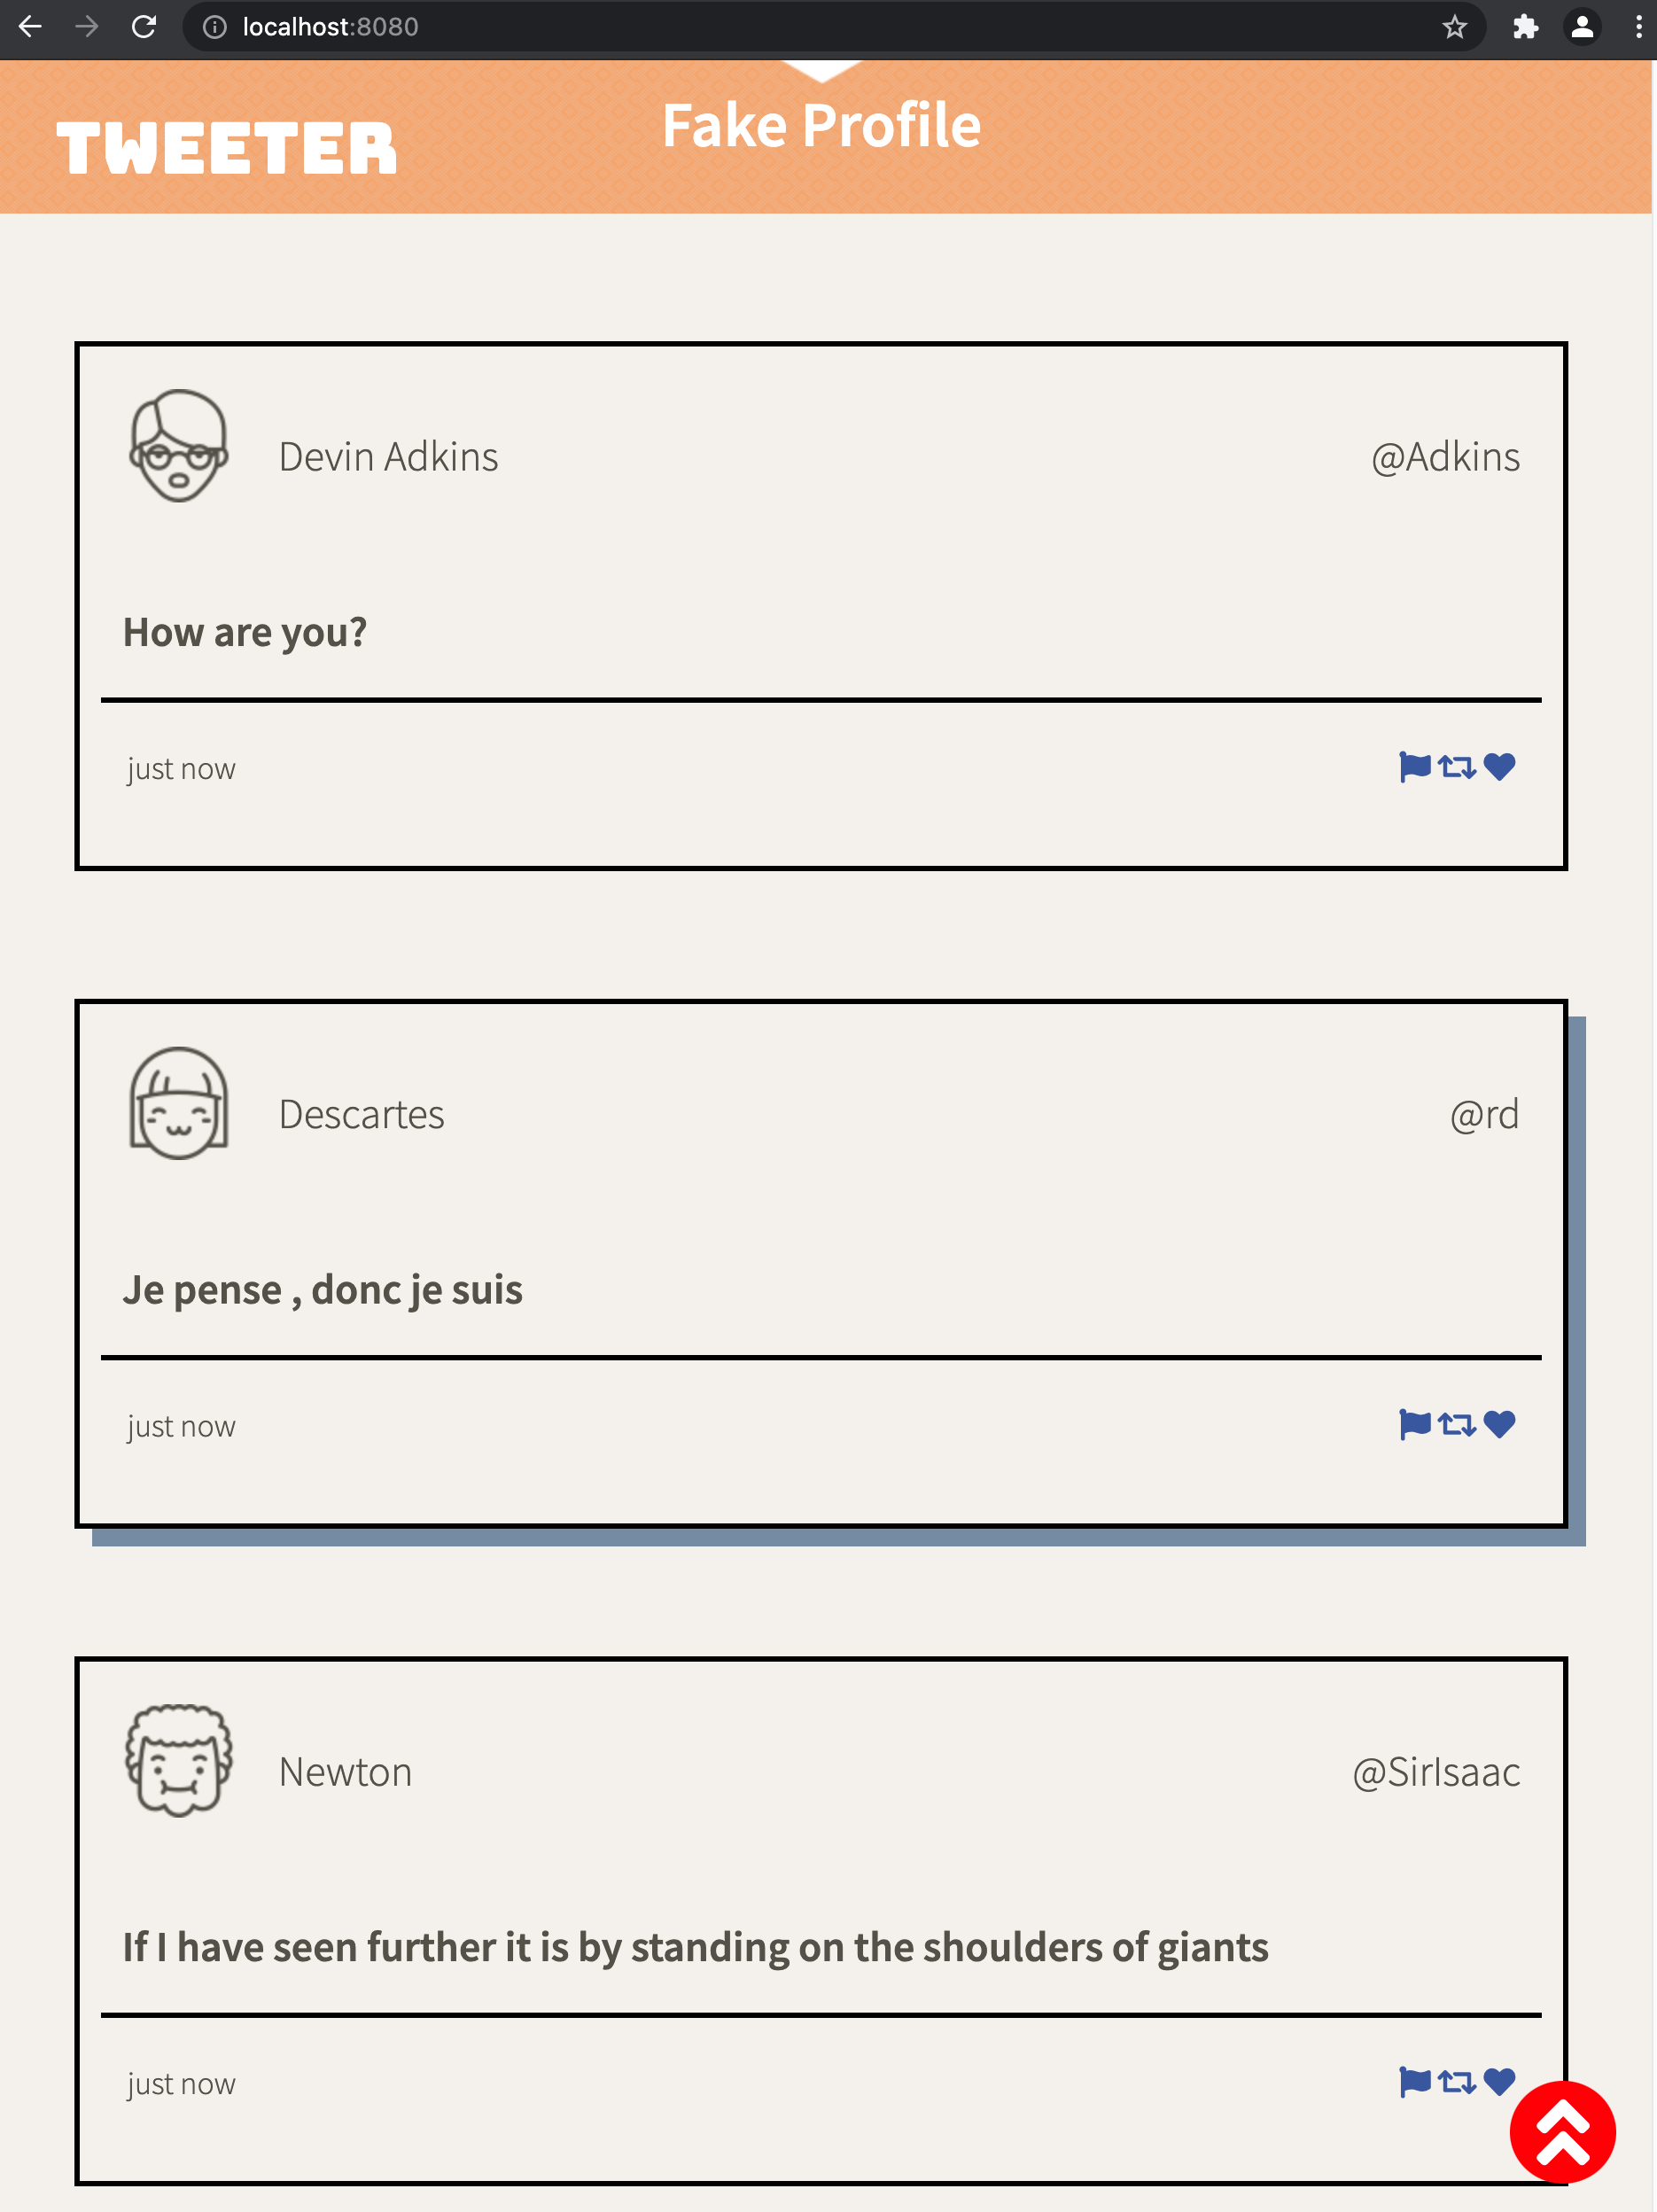 localhost:8080
TWEETER
Fake Profile
Devin Adkins
@Adkins
How are you?
just now
Descartes
@rd
Je pense , donc je suis
just now
Newton
@SirIsaac
If I have seen further it is by standing on the shoulders of giants
just now